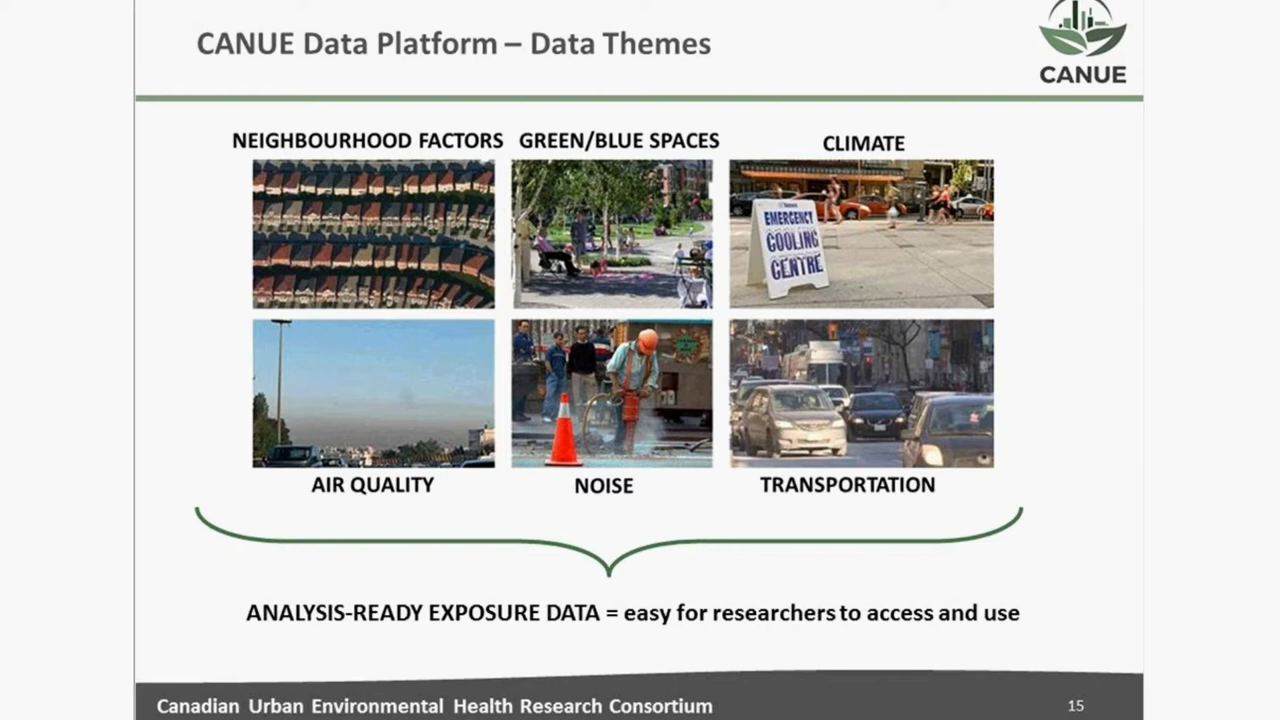 CANUE Data Platform – Data Themes
CANUE
NEIGHBOURHOOD FACTORS
GREEN/BLUE SPACES
CLIMATE
EMERGENCY
COOLING
CENTRE
AIR QUALITY
NOISE
TRANSPORTATION
ANALYSIS-READY EXPOSURE DATA = easy for researchers to access and use
Canadian Urban Environmental Health Research Consortium
15